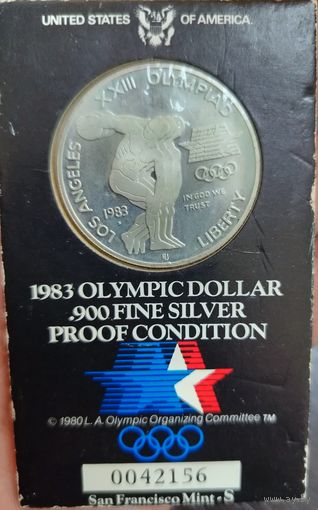 UNITED STATES OF AMERICA.
XXIII OLYMPIAD
LOS ANGELES
1983
IN GOD WE
TRUST
LIBERTY
1983 OLYMPIC DOLLAR
.900 FINE SILVER
PROOF CONDITION
© 1980 L.A. Olympic Organizing Committee TM
0042156
San Francisco Mint • S